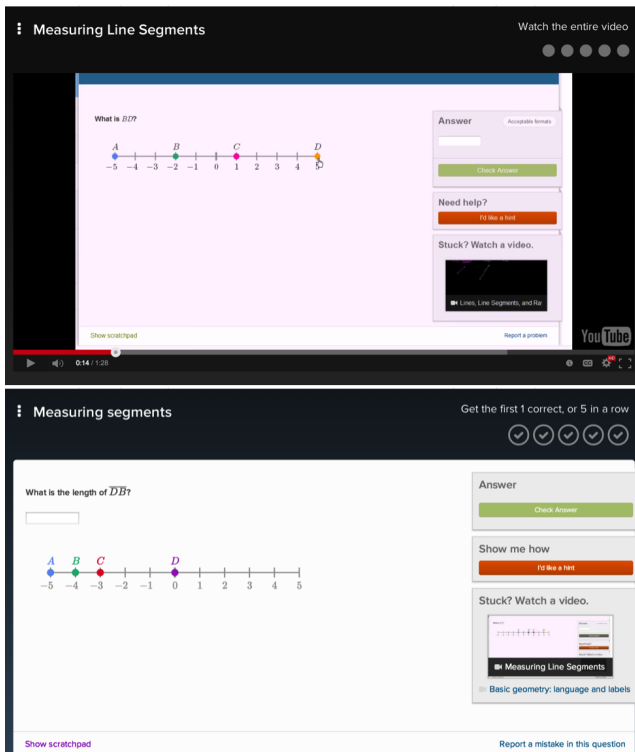 Measuring Line Segments
Watch the entire video
What is BD?
A B C D
−5 −4 −3 −2 −1 0 1 2 3 4 5
Answer
Acceptable formats
Check Answer
Need help?
I'd like a hint
Stuck? Watch a video.
Lines, Line Segments, and Ra
Show scratchpad
Report a problem
YouTube
0:14 / 1:28
CC
HD
Measuring segments
Get the first 1 correct, or 5 in a row
What is the length of D̅B̅?
A B C D
−5 −4 −3 −2 −1 0 1 2 3 4 5
Answer
Check Answer
Show me how
I'd like a hint
Stuck? Watch a video.
Measuring Line Segments
Basic geometry: language and labels
Show scratchpad
Report a mistake in this question